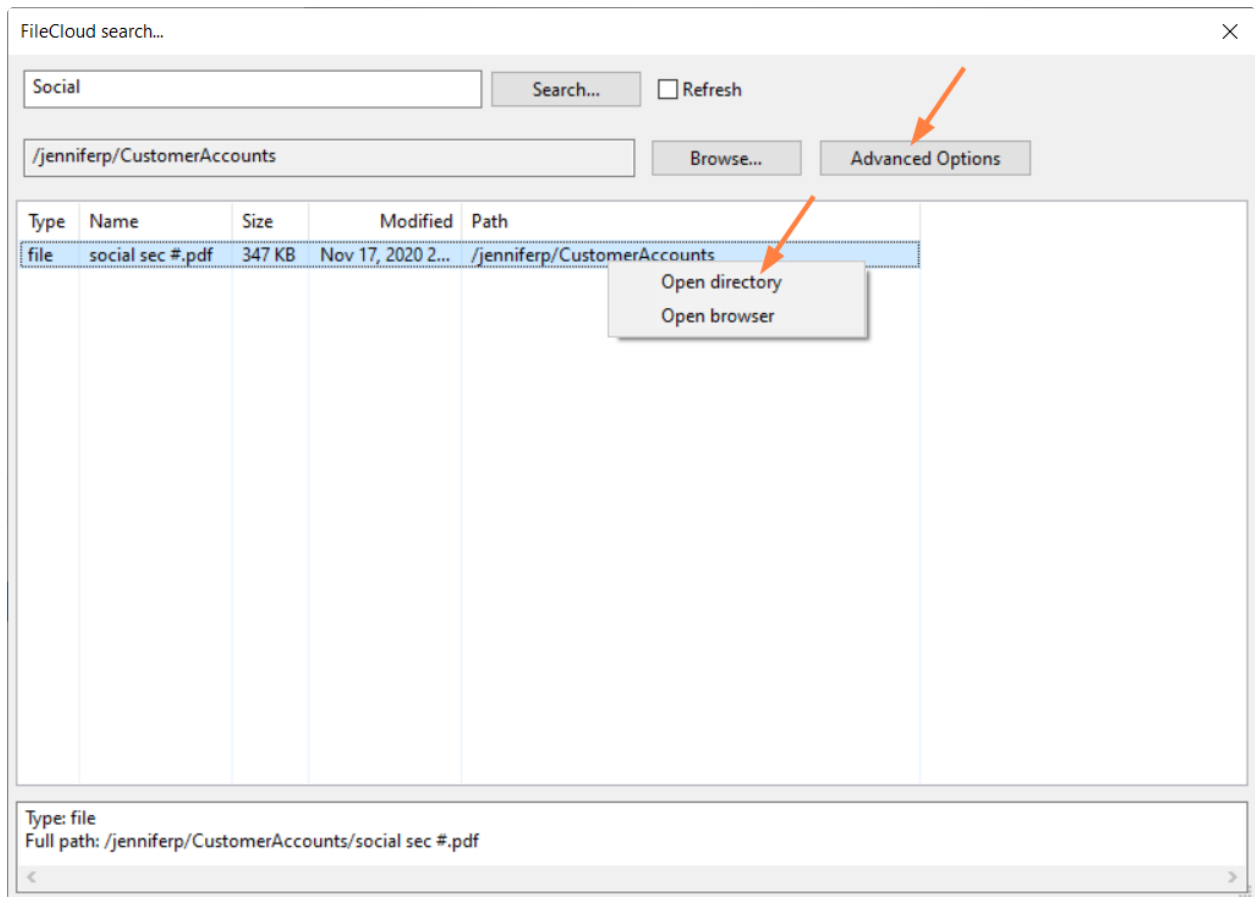 FileCloud search...
Social
Search...
Refresh
/jenniferp/CustomerAccounts
Browse...
Advanced Options
Type Name Size Modified Path
file social sec #.pdf 347 KB Nov 17, 2020 2... /jenniferp/CustomerAccounts
Open directory
Open browser
Type: file
Full path: /jenniferp/CustomerAccounts/social sec #.pdf